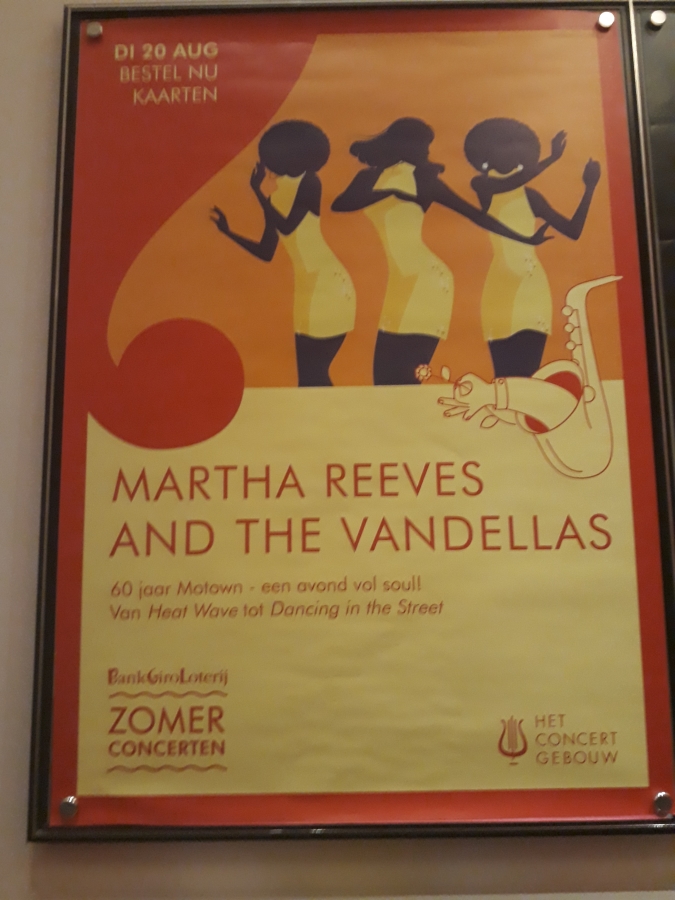 DI 20 AUG
BESTEL NU
KAARTEN
MARTHA REEVES
AND THE VANDELLAS
60 jaar Motown - een avond vol soul!
Van Heat Wave tot Dancing in the Street
BankGiroLoterij
ZOMER
CONCERTEN
HET
CONCERT
GEBOUW